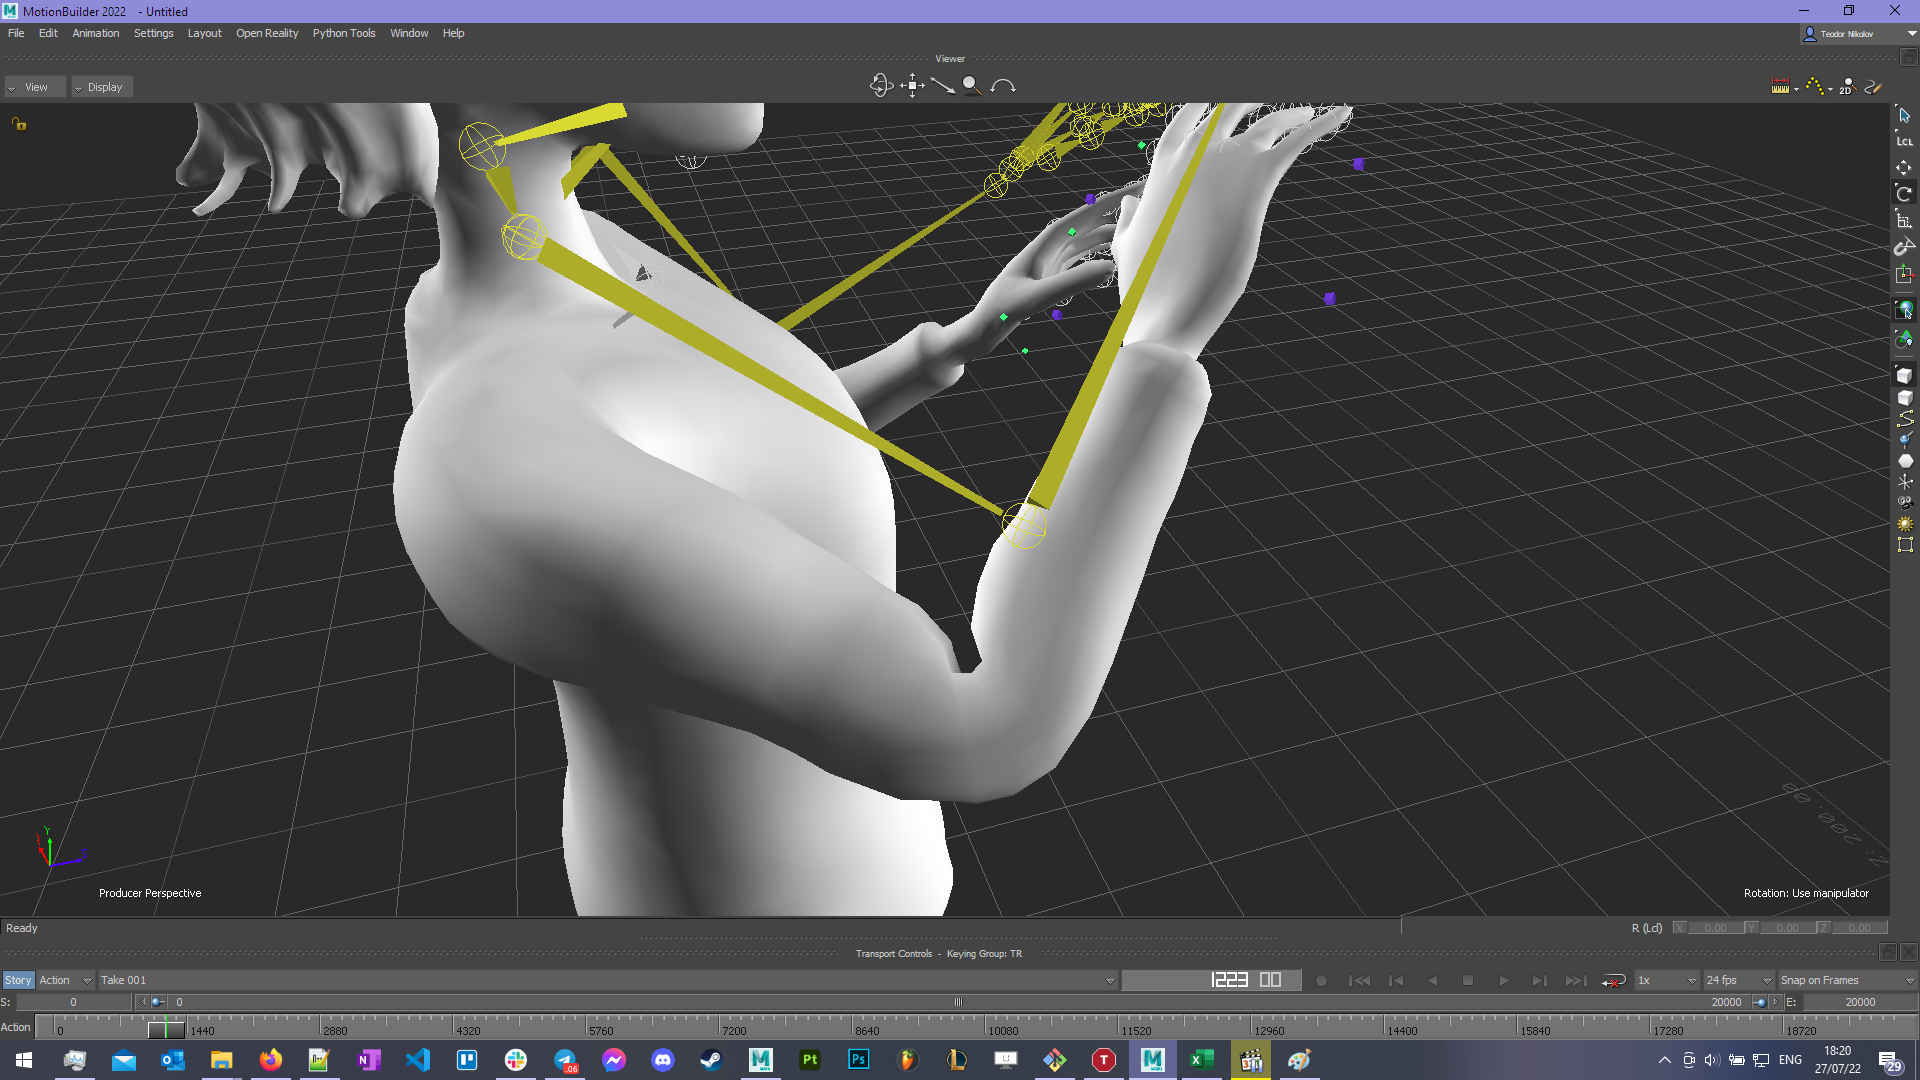 MotionBuilder 2022 - Untitled
File Edit Animation Settings Layout Open Reality Python Tools Window Help
Teodor Nikolov
Viewer
View Display
2D
LCL
Y
Producer Perspective
Rotation: Use manipulator
Ready
R (Lcl) X 0.00 Y 0.00 Z 0.00
Transport Controls - Keying Group: TR
Story Action Take 001 1223 00 1x 24 fps Snap on Frames
S: 0 0 20000 E: 20000
Action 0 1440 2880 4320 5760 7200 8640 10080 11520 12960 14400 15840 17280 18720
ENG
18:20
27/07/22
29